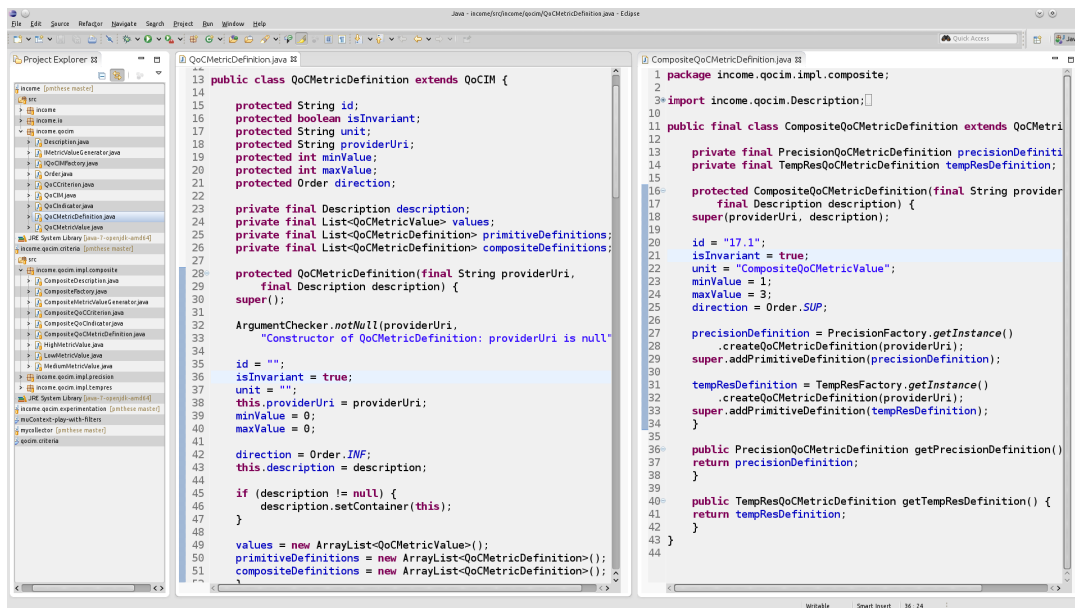 Java - income/src/income/qocim/QoCMetricDefinition.java - Eclipse
File Edit Source Refactor Navigate Search Project Run Window Help
Quick Access
Jav
Project Explorer
income [pmthese master]
src
income
income.io
income.qocim
Description.java
IMetricValueGenerator.java
IQoCIMFactory.java
Order.java
QoCCriterion.java
QoCIM.java
QoCIndicator.java
QoCMetricDefinition.java
QoCMetricValue.java
JRE System Library [java-7-openjdk-amd64]
income.qocim.criteria [pmthese master]
src
income.qocim.impl.composite
CompositeDescription.java
CompositeFactory.java
CompositeMetricValueGenerator.java
CompositeQoCCriterion.java
CompositeQoCIndicator.java
CompositeQoCMetricDefinition.java
HighMetricValue.java
LowMetricValue.java
MediumMetricValue.java
income.qocim.impl.precision
income.qocim.impl.tempres
JRE System Library [java-7-openjdk-amd64]
income.qocim.experimentation [pmthese master]
muContext-play-with-filters
mycollector [pmthese master]
qocim.criteria
QoCMetricDefinition.java
13 public class QoCMetricDefinition extends QoCIM {
14
15 protected String id;
16 protected boolean isInvariant;
17 protected String unit;
18 protected String providerUri;
19 protected int minValue;
20 protected int maxValue;
21 protected Order direction;
22
23 private final Description description;
24 private final List<QoCMetricValue> values;
25 private final List<QoCMetricDefinition> primitiveDefinitions;
26 private final List<QoCMetricDefinition> compositeDefinitions;
27
28 protected QoCMetricDefinition(final String providerUri,
29 final Description description) {
30 super();
31
32 ArgumentChecker.notNull(providerUri,
33 "Constructor of QoCMetricDefinition: providerUri is null"
34
35 id = "";
36 isInvariant = true;
37 unit = "";
38 this.providerUri = providerUri;
39 minValue = 0;
40 maxValue = 0;
41
42 direction = Order.INF;
43 this.description = description;
44
45 if (description != null) {
46 description.setContainer(this);
47 }
48
49 values = new ArrayList<QoCMetricValue>();
50 primitiveDefinitions = new ArrayList<QoCMetricDefinition>();
51 compositeDefinitions = new ArrayList<QoCMetricDefinition>();
CompositeQoCMetricDefinition.java
1 package income.qocim.impl.composite;
2
3 import income.qocim.Description;
10
11 public final class CompositeQoCMetricDefinition extends QoCMetri
12
13 private final PrecisionQoCMetricDefinition precisionDefiniti
14 private final TempResQoCMetricDefinition tempResDefinition;
15
16 protected CompositeQoCMetricDefinition(final String provider
17 final Description description) {
18 super(providerUri, description);
19
20 id = "17.1";
21 isInvariant = true;
22 unit = "CompositeQoCMetricValue";
23 minValue = 1;
24 maxValue = 3;
25 direction = Order.SUP;
26
27 precisionDefinition = PrecisionFactory.getInstance()
28 .createQoCMetricDefinition(providerUri);
29 super.addPrimitiveDefinition(precisionDefinition);
30
31 tempResDefinition = TempResFactory.getInstance()
32 .createQoCMetricDefinition(providerUri);
33 super.addPrimitiveDefinition(tempResDefinition);
34 }
35
36 public PrecisionQoCMetricDefinition getPrecisionDefinition()
37 return precisionDefinition;
38 }
39
40 public TempResQoCMetricDefinition getTempResDefinition() {
41 return tempResDefinition;
42 }
43 }
44
Writable Smart Insert 36 : 24